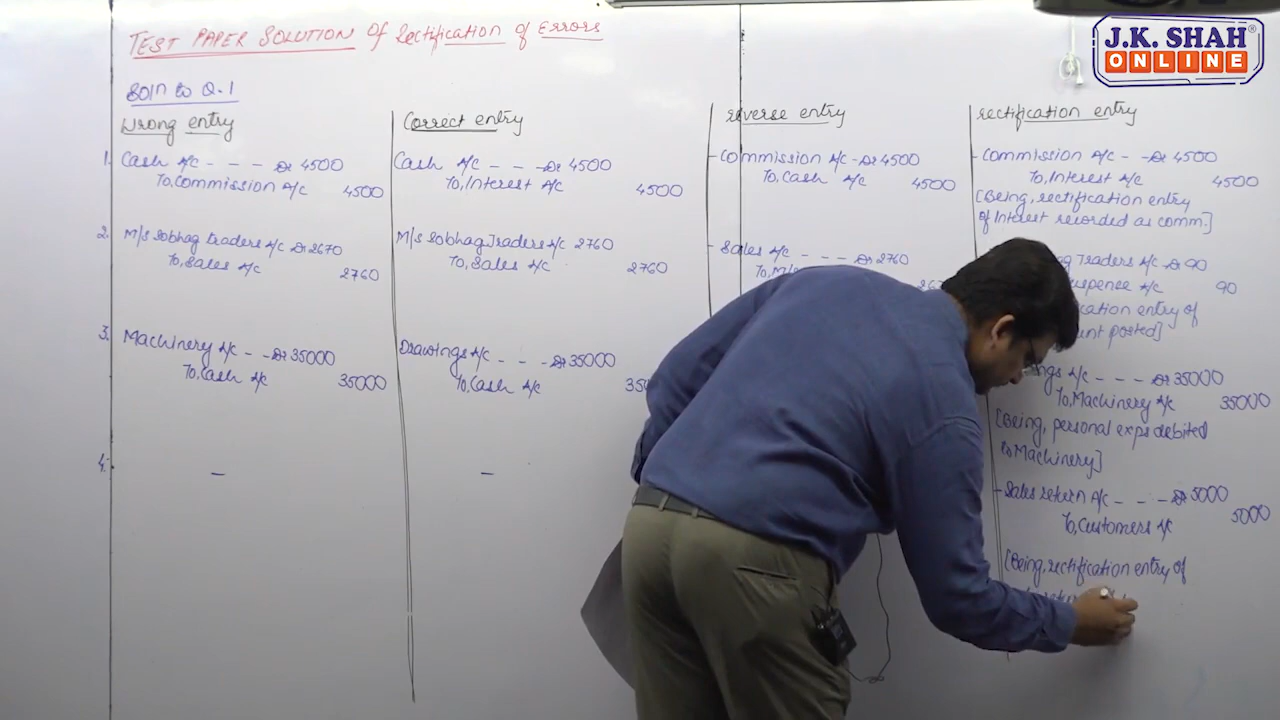 TEST PAPER SOLUTION of Rectification of Errors
J.K. SHAH®
ONLINE
Soln to Q.1
Wrong entry
1. Cash A/c - - - Dr 4500
To, Commission A/c 4500
2. M/s Sobhag Traders A/c Dr 2670
To, Sales A/c 2760
3. Machinery A/c - - Dr 35000
To, Cash A/c 35000
4. -
Correct entry
Cash A/c - - - Dr 4500
To, Interest A/c 4500
M/s Sobhag Traders A/c 2760
To, Sales A/c 2760
Drawings A/c - - - Dr 35000
To, Cash A/c
-
reverse entry
- Commission A/c - Dr 4500
To, Cash A/c 4500
- Sales A/c - - - Dr 2760
To,
rectification entry
- Commission A/c - - Dr 4500
To, Interest A/c 4500
[Being, rectification entry
of Interest recorded as comm.]
Traders A/c Dr 90
A/c 90
entry of
posted]
A/c - - - Dr 35000
To, Machinery A/c 35000
[Being, personal exps debited
to Machinery]
- Sales return A/c - - - Dr 5000
To, Customers A/c 5000
[Being, rectification entry of